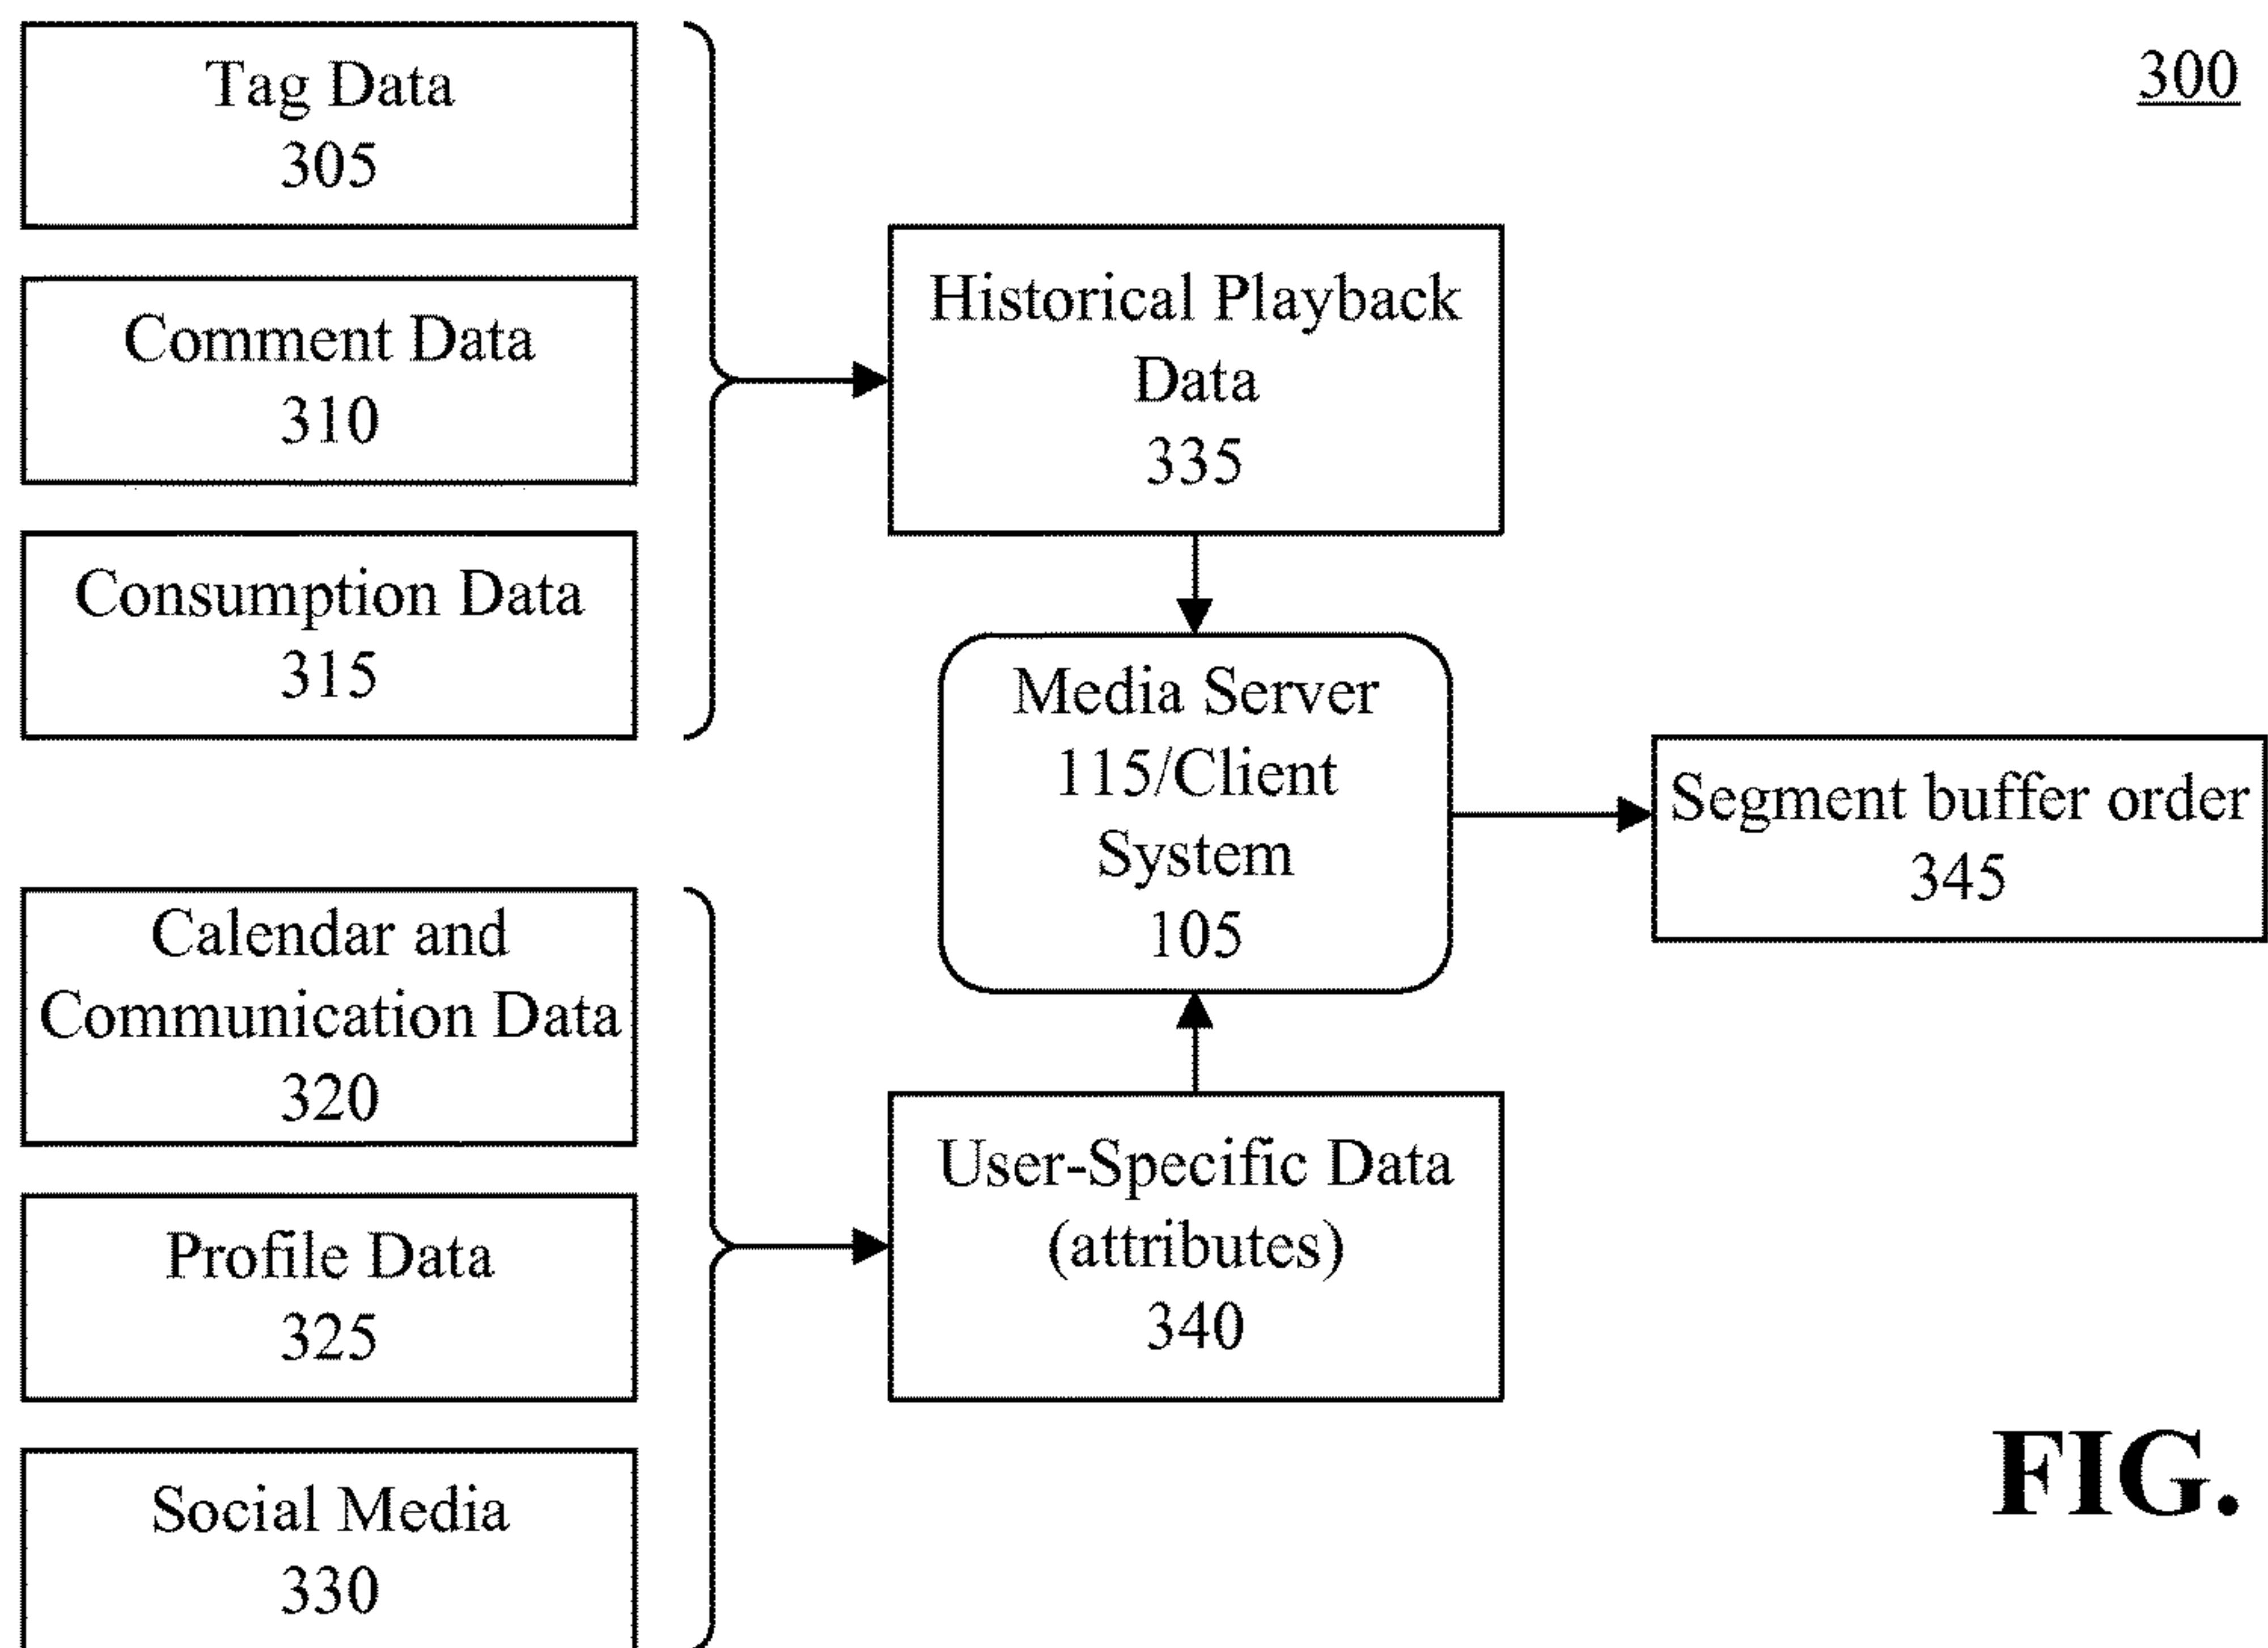 300
Tag Data
305
Comment Data
310
Consumption Data
315
Historical Playback
Data
335
Media Server
115/Client
System
105
Segment buffer order
345
Calendar and
Communication Data
320
Profile Data
325
Social Media
330
User-Specific Data
(attributes)
340
FIG.